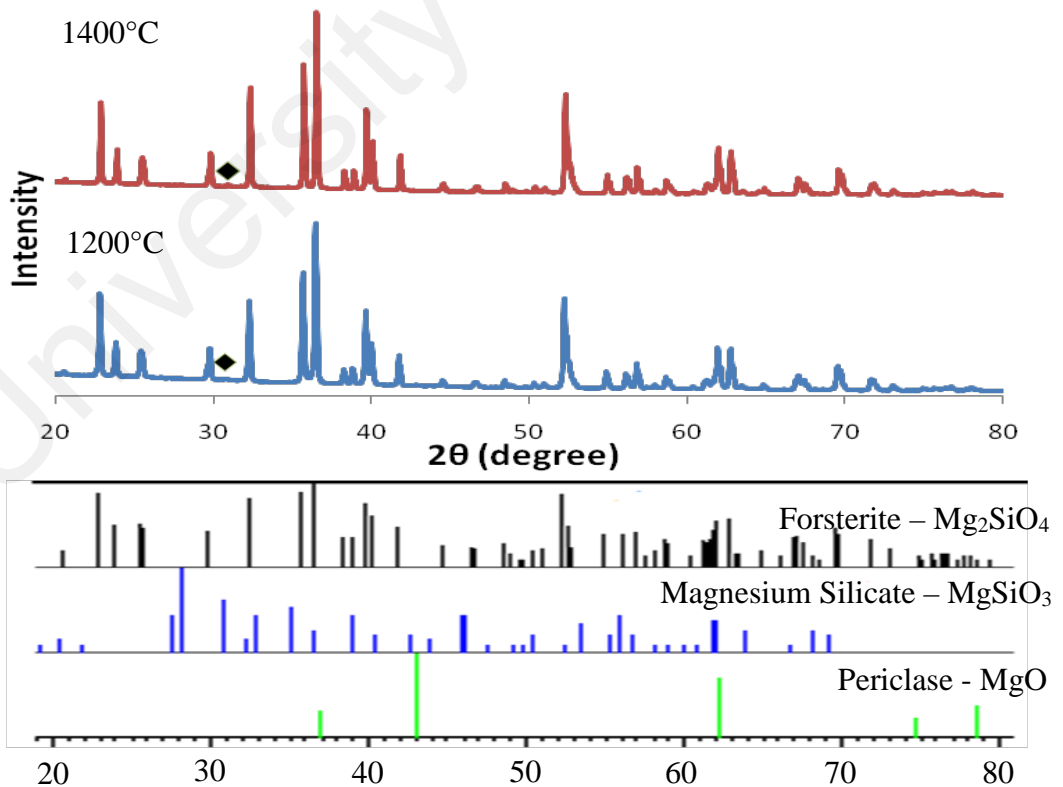 University
1400°C
1200°C
Intensity
20 30 40 50 60 70 80
2θ (degree)
Forsterite – Mg₂SiO₄
Magnesium Silicate – MgSiO₃
Periclase - MgO
20 30 40 50 60 70 80